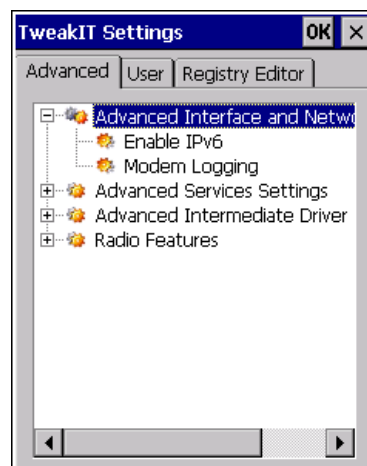 TweakIT Settings OK
Advanced User Registry Editor
Advanced Interface and
Enable IPv6
Modem Logging
Advanced Services Settings
Advanced Intermediate Driver
Radio Features